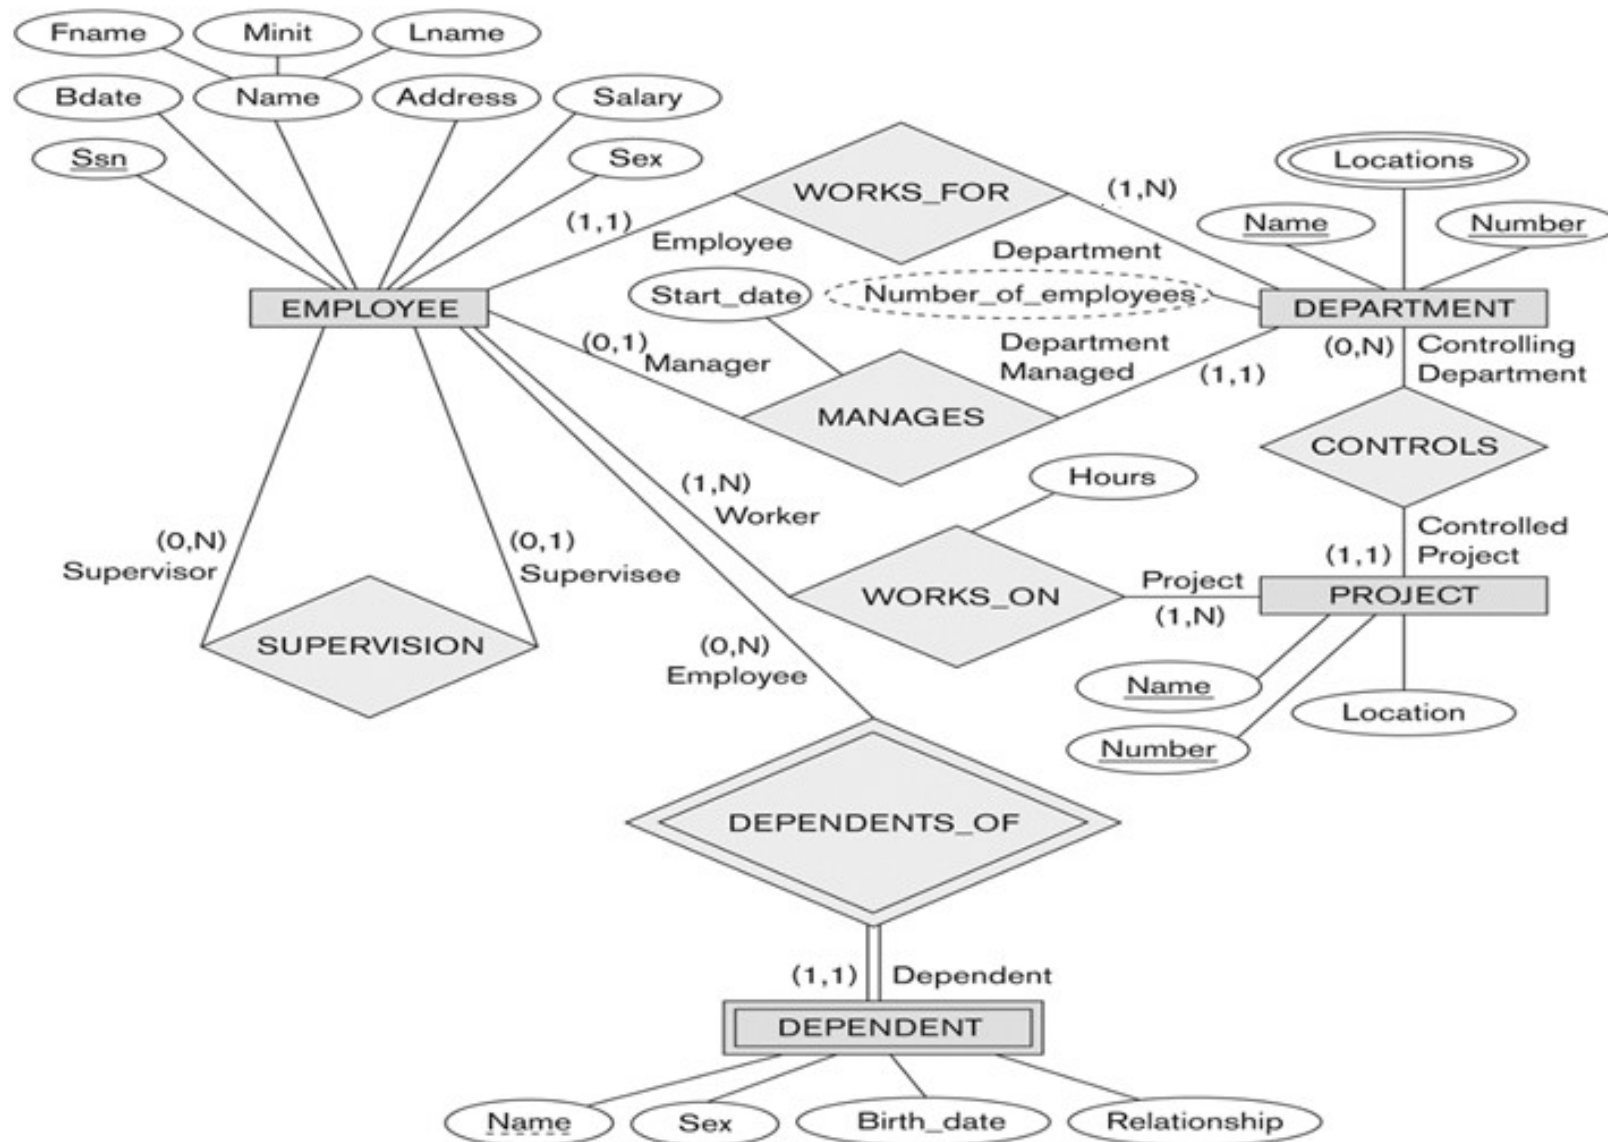 Fname
Minit
Lname
Bdate
Name
Address
Salary
Ssn
Sex
WORKS_FOR
(1,N)
Locations
Name
Number
(1,1)
Employee
Department
Start_date
Number_of_employees
EMPLOYEE
DEPARTMENT
(0,1)
Manager
Department
Managed
(1,1)
(0,N)
Controlling
Department
MANAGES
CONTROLS
Hours
(1,N)
Worker
(0,N)
Supervisor
(0,1)
Supervisee
Controlled
Project
(1,1)
WORKS_ON
Project
(1,N)
PROJECT
SUPERVISION
(0,N)
Employee
Name
Location
Number
DEPENDENTS_OF
(1,1)
Dependent
DEPENDENT
Name
Sex
Birth_date
Relationship